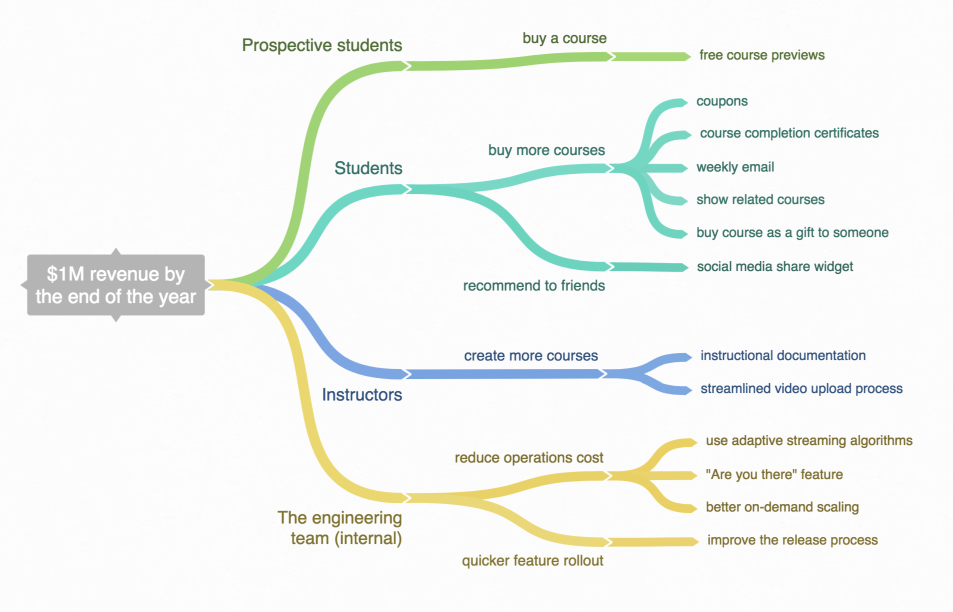 $1M revenue by
the end of the year
Prospective students
buy a course
free course previews
Students
buy more courses
coupons
course completion certificates
weekly email
show related courses
buy course as a gift to someone
recommend to friends
social media share widget
Instructors
create more courses
instructional documentation
streamlined video upload process
The engineering
team (internal)
reduce operations cost
use adaptive streaming algorithms
"Are you there" feature
better on-demand scaling
quicker feature rollout
improve the release process